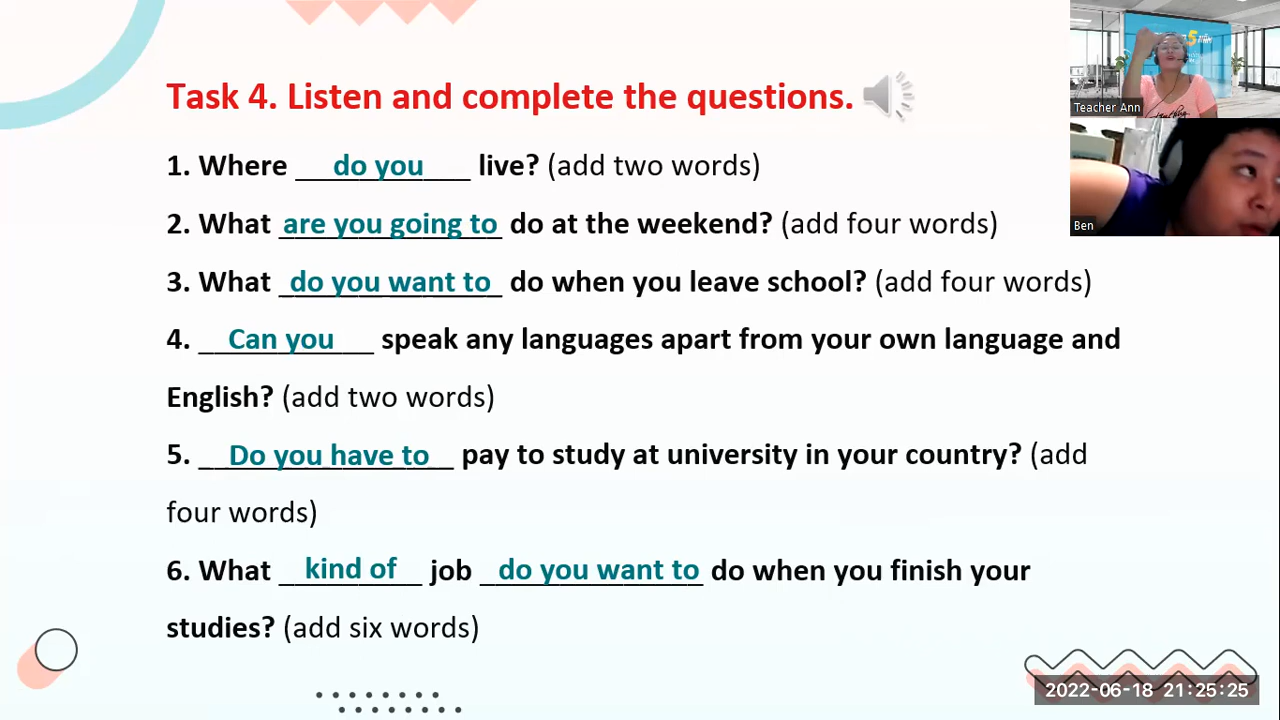 Task 4. Listen and complete the questions.
1. Where do you live? (add two words)
2. What are you going to do at the weekend? (add four words)
3. What do you want to do when you leave school? (add four words)
4. Can you speak any languages apart from your own language and
English? (add two words)
5. Do you have to pay to study at university in your country? (add
four words)
6. What kind of job do you want to do when you finish your
studies? (add six words)
Teacher Ann
Ben
2022-06-18 21:25:25